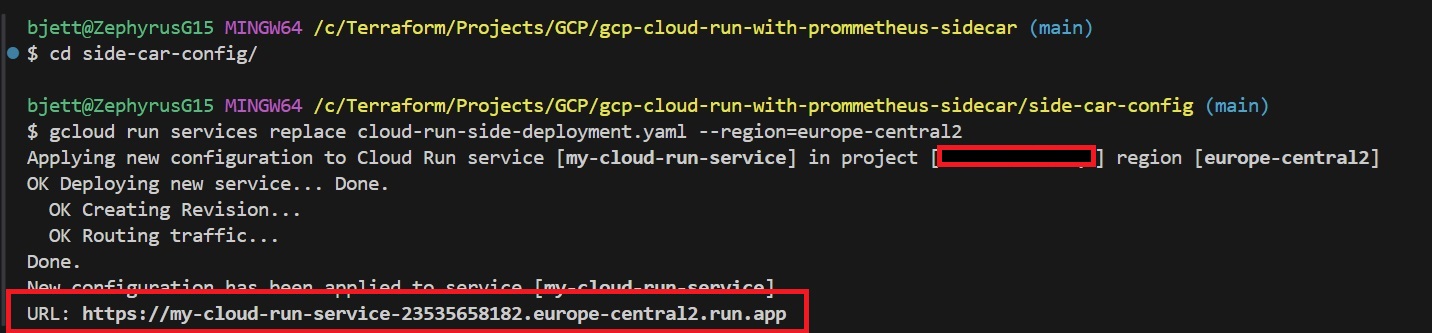 bjett@ZephyrusG15 MINGW64 /c/Terraform/Projects/GCP/gcp-cloud-run-with-prommetheus-sidecar (main)
$ cd side-car-config/
bjett@ZephyrusG15 MINGW64 /c/Terraform/Projects/GCP/gcp-cloud-run-with-prommetheus-sidecar/side-car-config (main)
$ gcloud run services replace cloud-run-side-deployment.yaml --region=europe-central2
Applying new configuration to Cloud Run service [my-cloud-run-service] in project [ ] region [europe-central2]
OK Deploying new service... Done.
OK Creating Revision...
OK Routing traffic...
Done.
New configuration has been applied to service [my-cloud-run-service]
URL: https://my-cloud-run-service-23535658182.europe-central2.run.app